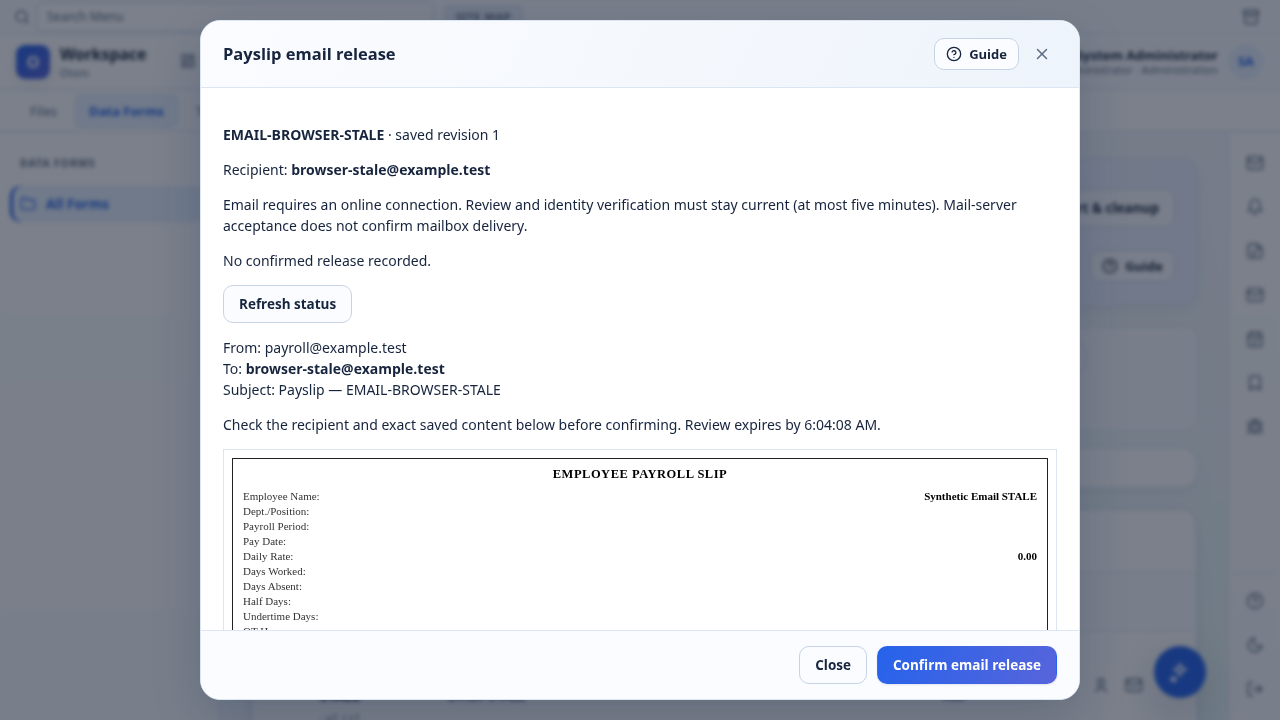 Search Menu
SITE MAP
Payslip email release
Guide
Workspace
System Administrator
Administrator · Administration
SA
Files
Data Forms
DATA FORMS
All Forms
EMAIL-BROWSER-STALE · saved revision 1
Recipient: browser-stale@example.test
Email requires an online connection. Review and identity verification must stay current (at most five minutes). Mail-server
acceptance does not confirm mailbox delivery.
& cleanup
No confirmed release recorded.
Guide
Refresh status
From: payroll@example.test
To: browser-stale@example.test
Subject: Payslip — EMAIL-BROWSER-STALE
Check the recipient and exact saved content below before confirming. Review expires by 6:04:08 AM.
EMPLOYEE PAYROLL SLIP
Employee Name: Synthetic Email STALE
Dept./Position:
Payroll Period:
Pay Date:
Daily Rate: 0.00
Days Worked:
Days Absent:
Half Days:
Undertime Days:
Close
Confirm email release